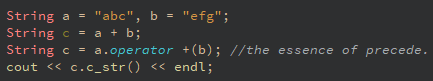 String a = "abc", b = "efg";
String c = a + b;
String c = a.operator +(b); //the essence of precede.
cout << c.c_str() << endl;